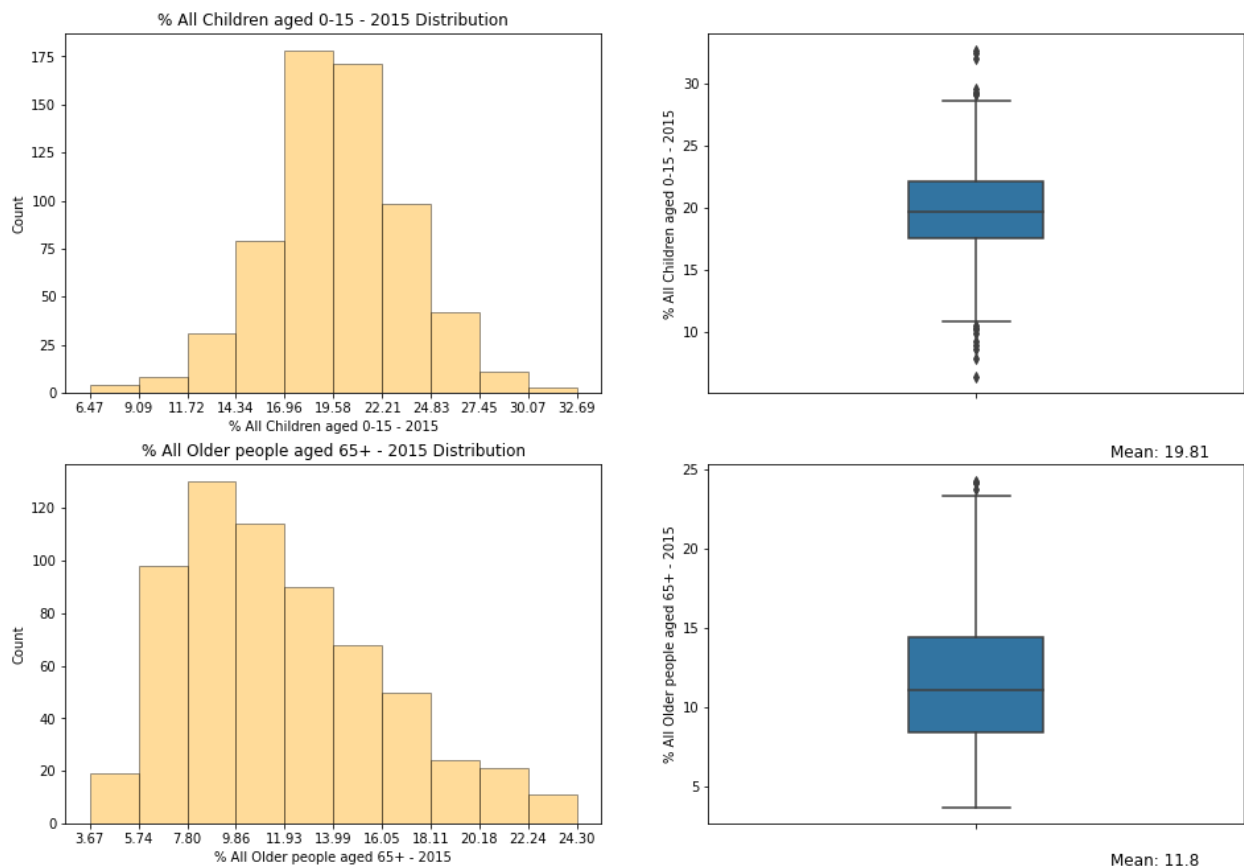 % All Children aged 0-15 - 2015 Distribution
175
150
125
100
75
50
25
0
Count
6.47 9.09 11.72 14.34 16.96 19.58 22.21 24.83 27.45 30.07 32.69
% All Children aged 0-15 - 2015
30
25
20
15
10
% All Children aged 0-15 - 2015
Mean: 19.81
% All Older people aged 65+ - 2015 Distribution
120
100
80
60
40
20
0
Count
3.67 5.74 7.80 9.86 11.93 13.99 16.05 18.11 20.18 22.24 24.30
% All Older people aged 65+ - 2015
25
20
15
10
5
% All Older people aged 65+ - 2015
Mean: 11.8